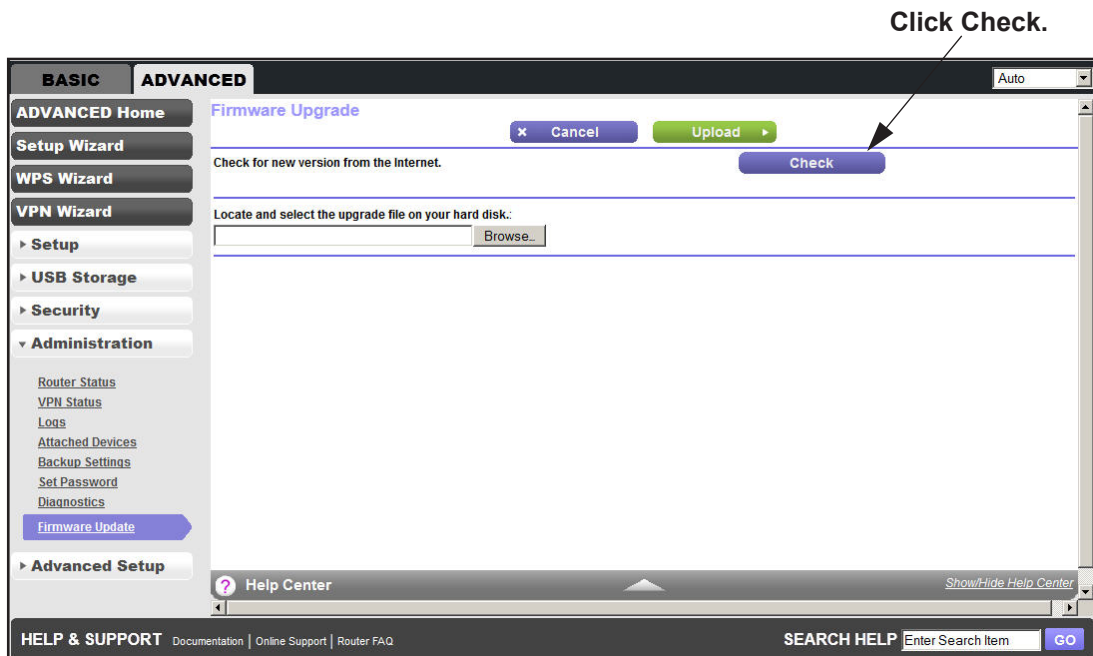 Click Check.
BASIC
ADVANCED
Auto
ADVANCED Home
Setup Wizard
WPS Wizard
VPN Wizard
Setup
USB Storage
Security
Administration
Router Status
VPN Status
Logs
Attached Devices
Backup Settings
Set Password
Diagnostics
Firmware Update
Advanced Setup
Firmware Upgrade
x Cancel
Upload
Check for new version from the Internet.
Check
Locate and select the upgrade file on your hard disk.:
Browse...
? Help Center
Show/Hide Help Center
HELP & SUPPORT Documentation | Online Support | Router FAQ
SEARCH HELP Enter Search Item GO